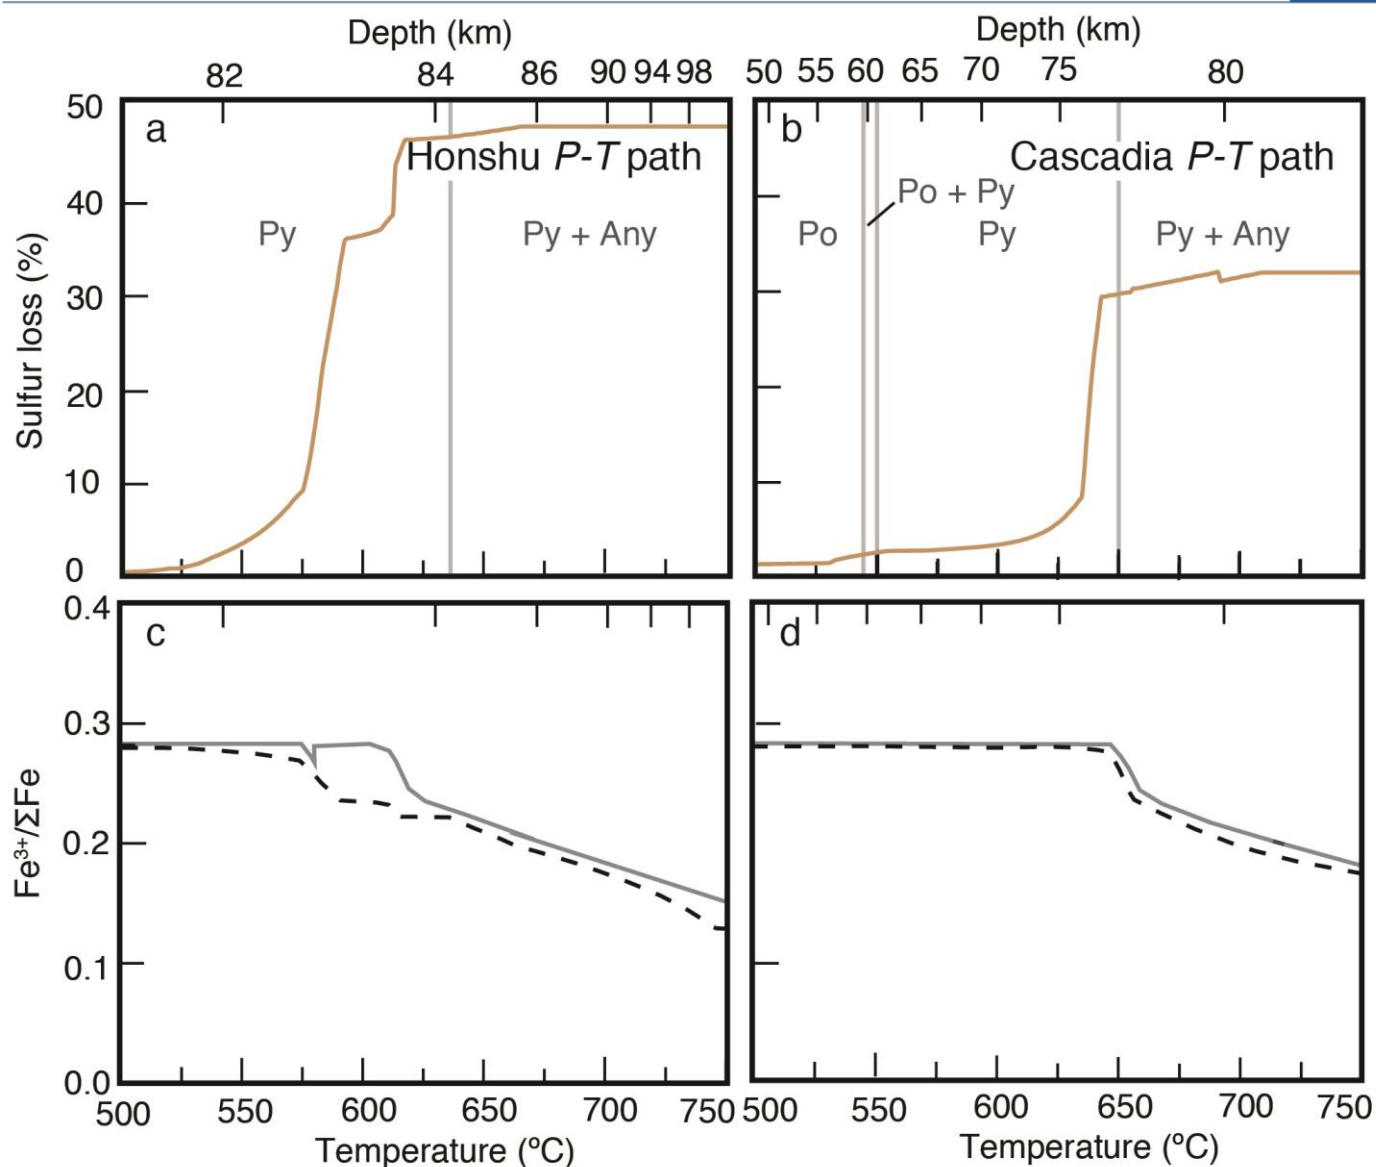 Depth (km)
82 84 86 90 94 98
50
40
30
20
10
0
Sulfur loss (%)
a
Honshu P-T path
Py
Py + Any
Depth (km)
50 55 60 65 70 75 80
b
Cascadia P-T path
Po + Py
Po
Py
Py + Any
0.4
0.3
0.2
0.1
0.0
Fe³⁺/ΣFe
c
500 550 600 650 700 750
Temperature (ºC)
d
500 550 600 650 700 750
Temperature (ºC)